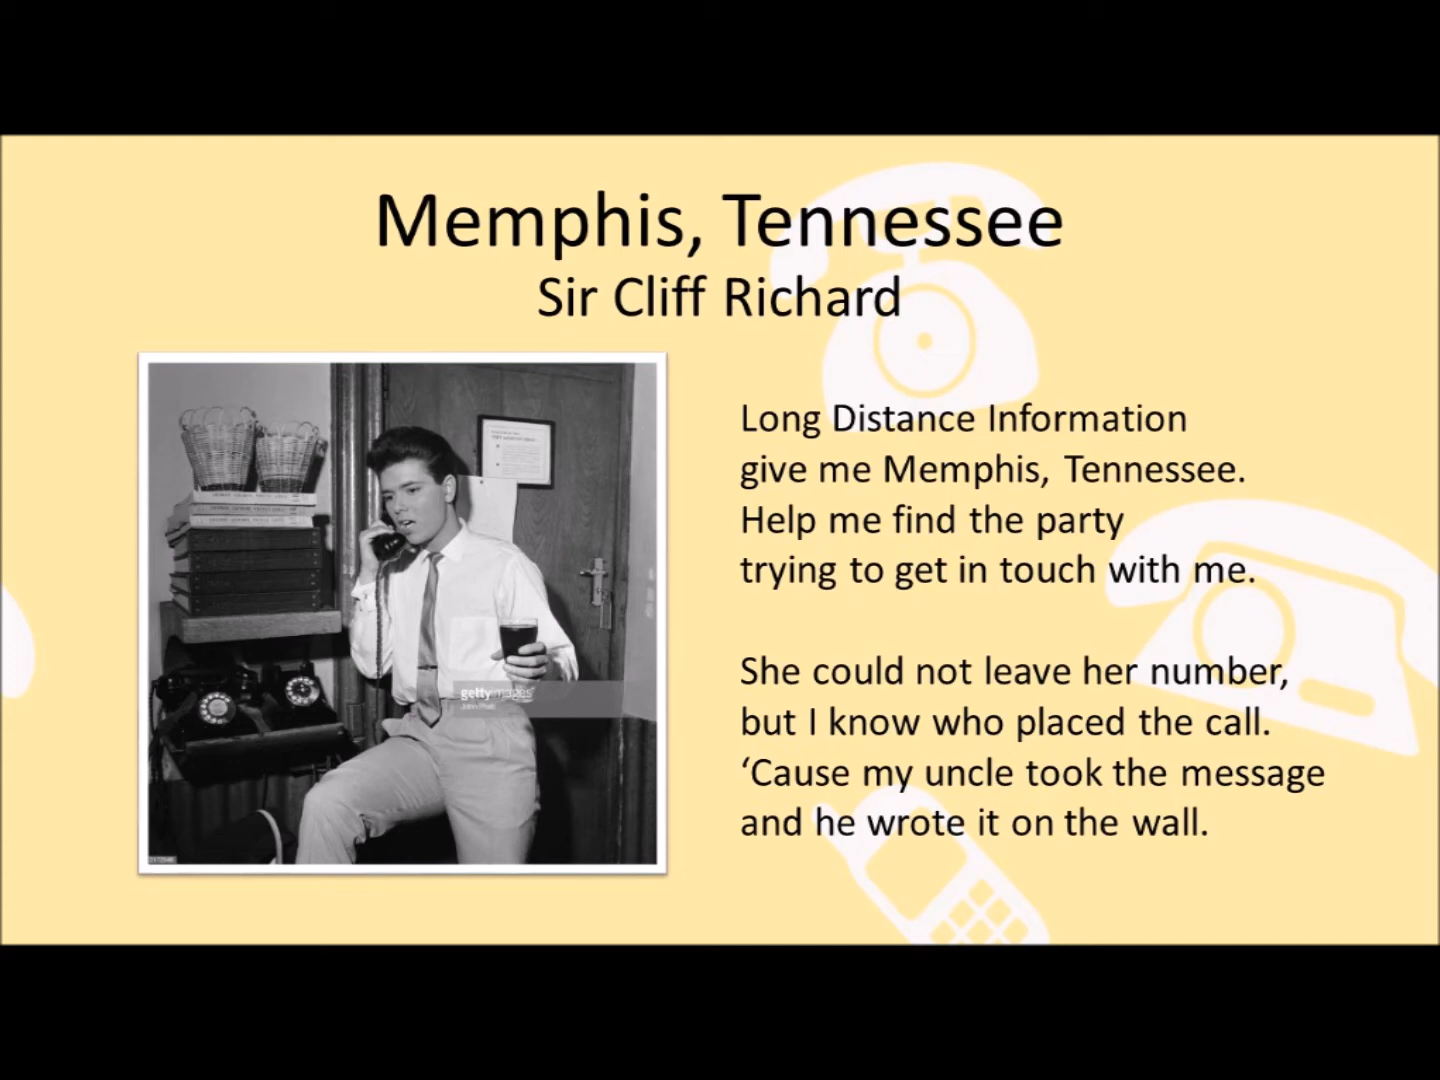 Memphis, Tennessee
Sir Cliff Richard
Long Distance Information
give me Memphis, Tennessee.
Help me find the party
trying to get in touch with me.
She could not leave her number,
but I know who placed the call.
‘Cause my uncle took the message
and he wrote it on the wall.
gettyimages